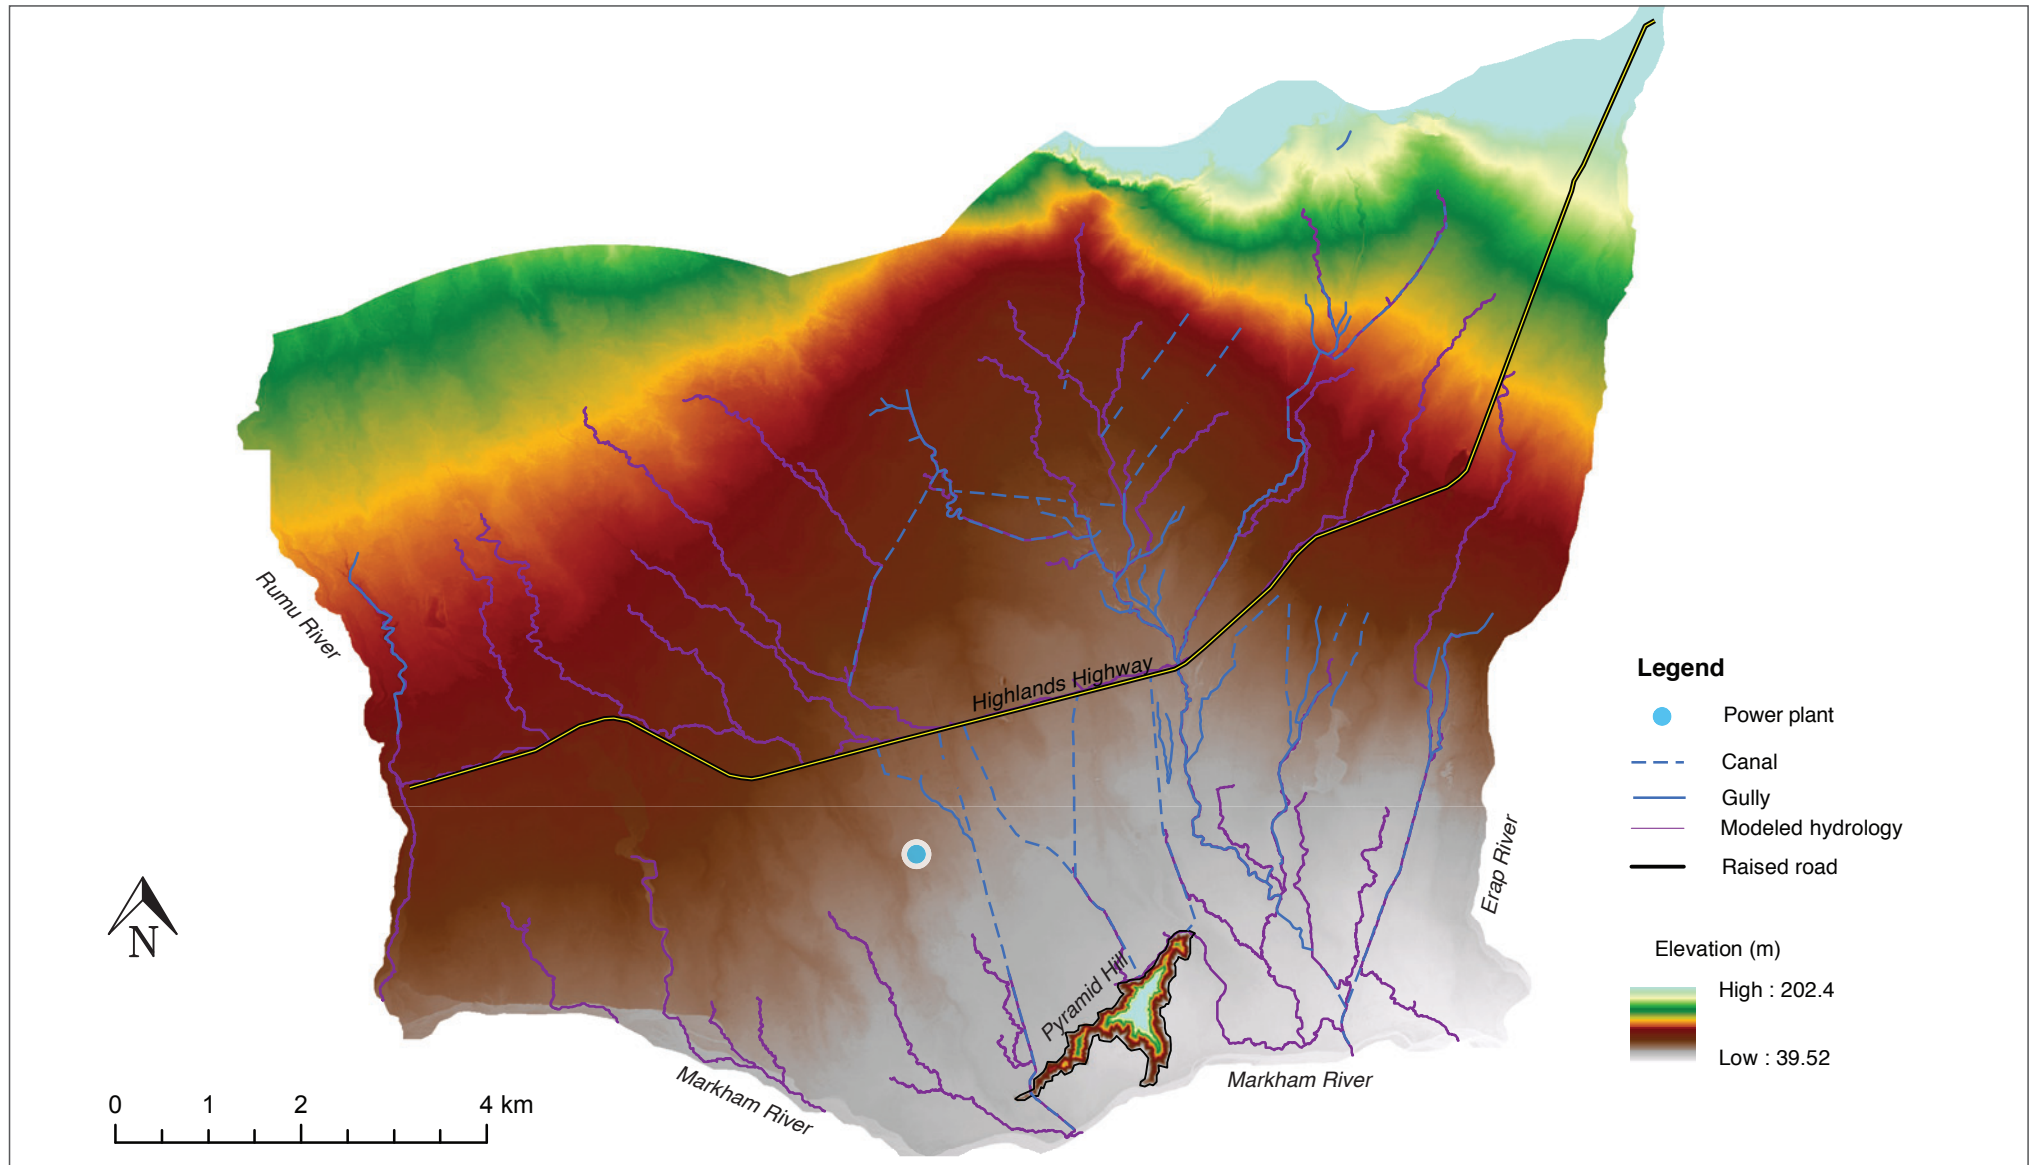 Rumu River
Highlands Highway
Pyramid Hill
Erap River
Markham River
Markham River
N
0 1 2 4 km
Legend
Power plant
Canal
Gully
Modeled hydrology
Raised road
Elevation (m)
High : 202.4
Low : 39.52